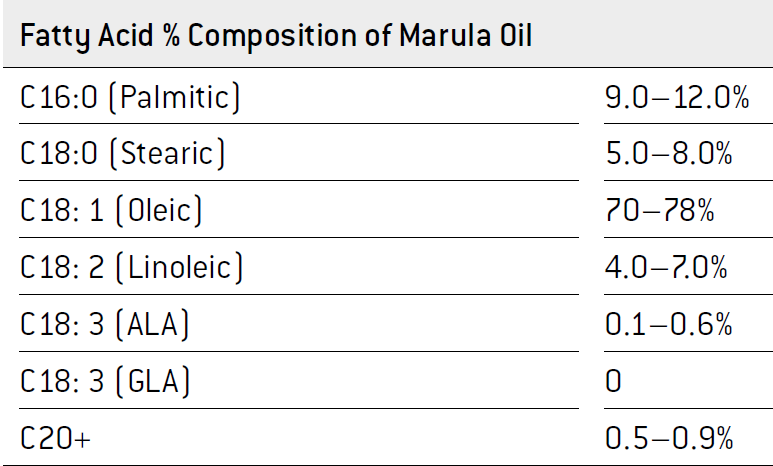 Fatty Acid % Composition of Marula Oil
C16:0 (Palmitic) 9.0–12.0%
C18:0 (Stearic) 5.0–8.0%
C18: 1 (Oleic) 70–78%
C18: 2 (Linoleic) 4.0–7.0%
C18: 3 (ALA) 0.1–0.6%
C18: 3 (GLA) 0
C20+ 0.5–0.9%